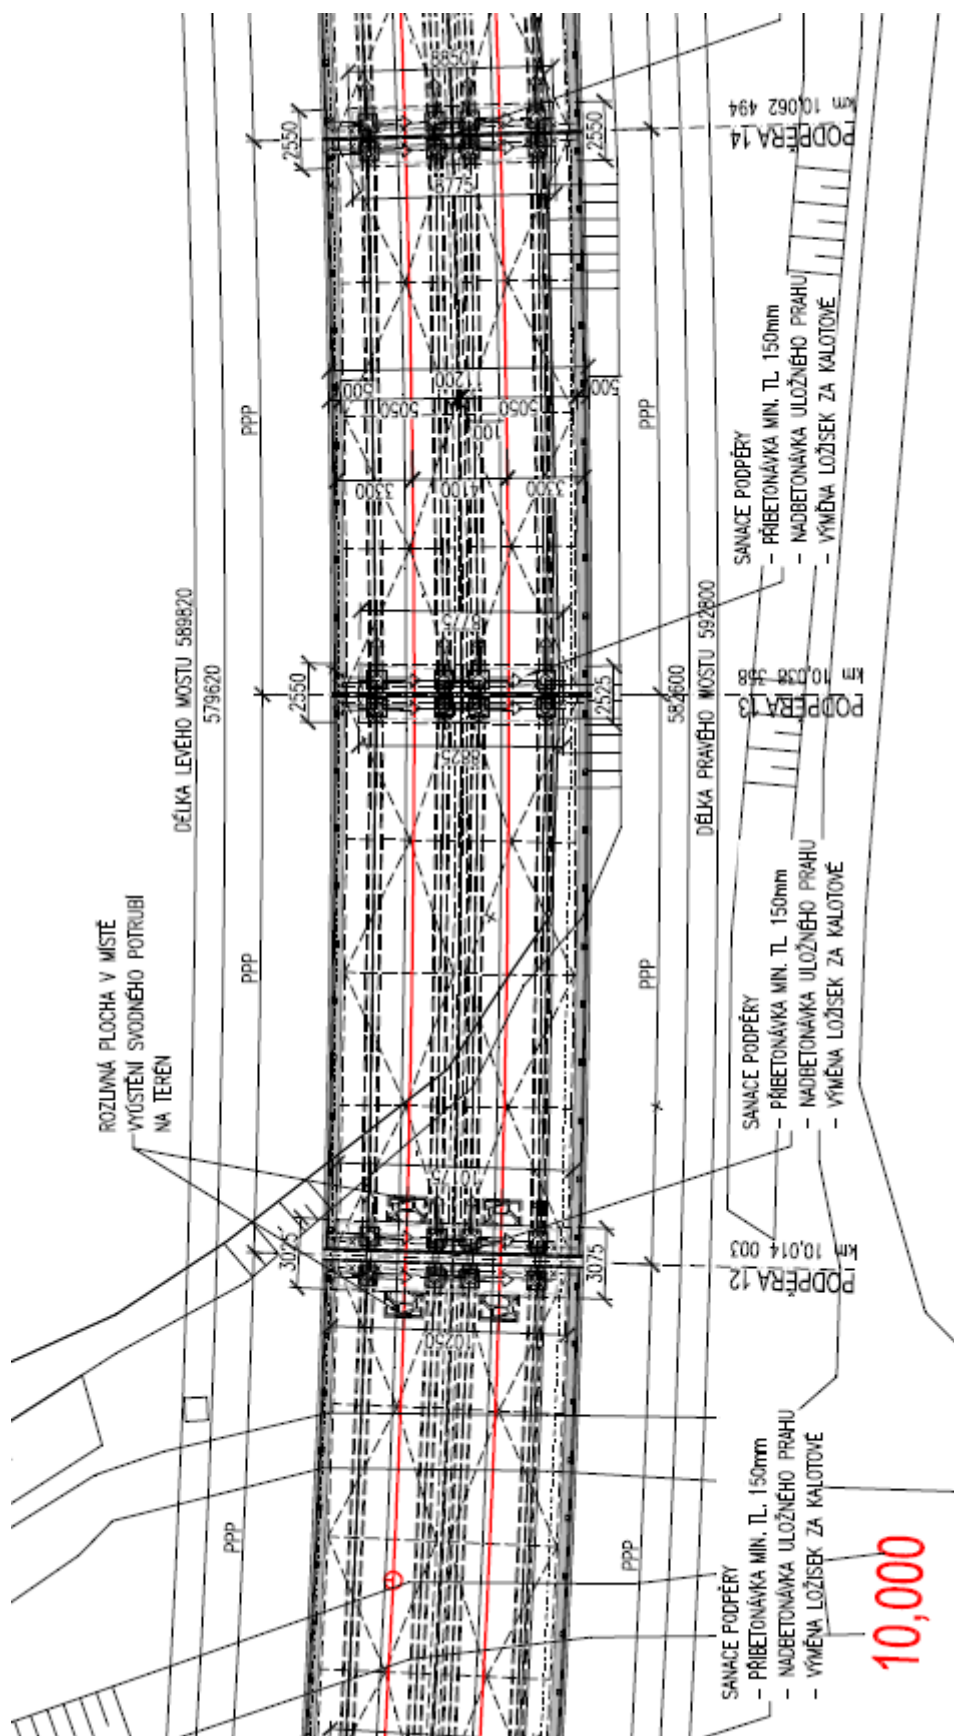 8850
2550
2550
km 10,062 494
PODPĚRA 14
8775
500
11200
5050
100
5050
500
PPP
PPP
3300
4100
3300
SANACE PODPĚRY
– PŘIBETONÁVKA MIN. TL. 150mm
– NADBETONÁVKA ULOŽNÉHO PRAHU
– VÝMĚNA LOŽISEK ZA KALOTOVÉ
DÉLKA LEVÉHO MOSTU 589820
579620
8775
2550
2525
582600
DÉLKA PRAVÉHO MOSTU 592800
PODPĚRA 13
8825
ROZLIVNÁ PLOCHA V MÍSTĚ
VYÚSTĚNÍ SVODNÉHO POTRUBÍ
NA TERÉN
PPP
PPP
SANACE PODPĚRY
– PŘIBETONÁVKA MIN. TL. 150mm
– NADBETONÁVKA ULOŽNÉHO PRAHU
– VÝMĚNA LOŽISEK ZA KALOTOVÉ
10175
3075
3075
km 10,014 003
PODPĚRA 12
10250
PPP
PPP
SANACE PODPĚRY
– PŘIBETONÁVKA MIN. TL. 150mm
– NADBETONÁVKA ULOŽNÉHO PRAHU
– VÝMĚNA LOŽISEK ZA KALOTOVÉ
10,000